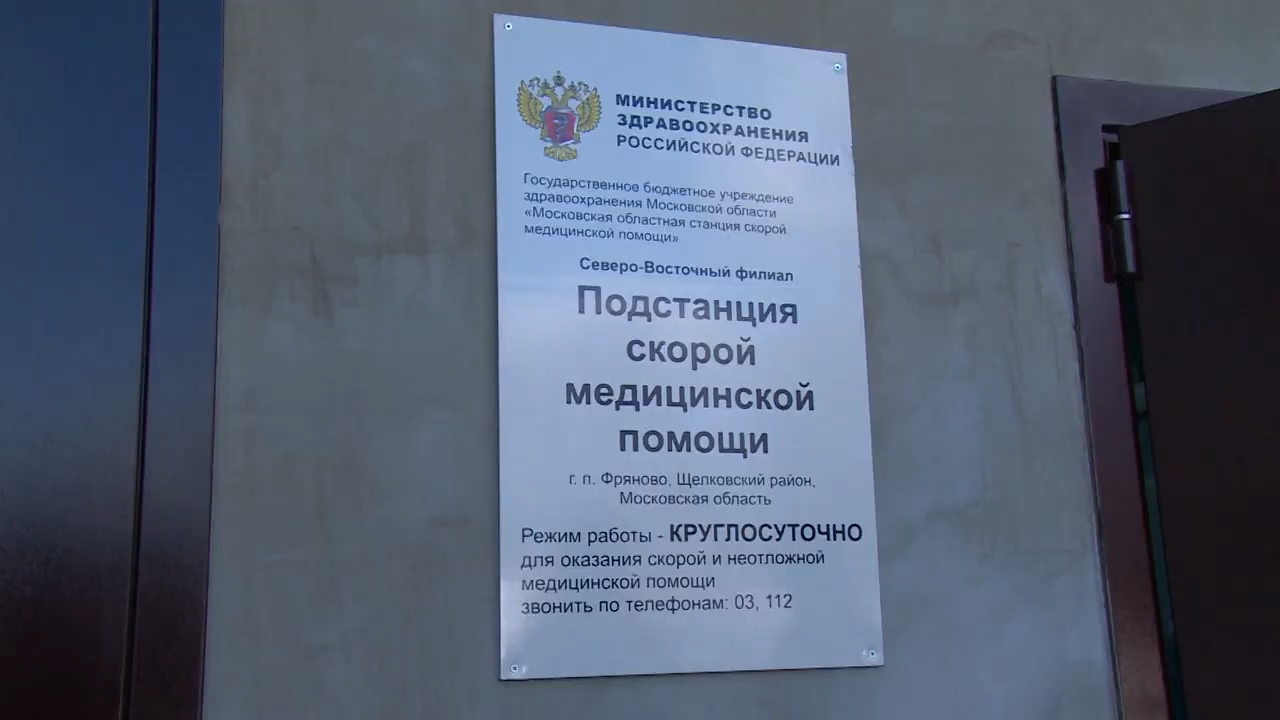 МИНИСТЕРСТВО
ЗДРАВООХРАНЕНИЯ
РОССИЙСКОЙ ФЕДЕРАЦИИ
Государственное бюджетное учреждение
здравоохранения Московской области
«Московская областная станция скорой
медицинской помощи»
Северо-Восточный филиал
Подстанция
скорой
медицинской
помощи
г. п. Фряново, Щелковский район,
Московская область
Режим работы - КРУГЛОСУТОЧНО
для оказания скорой и неотложной
медицинской помощи
звонить по телефонам: 03, 112